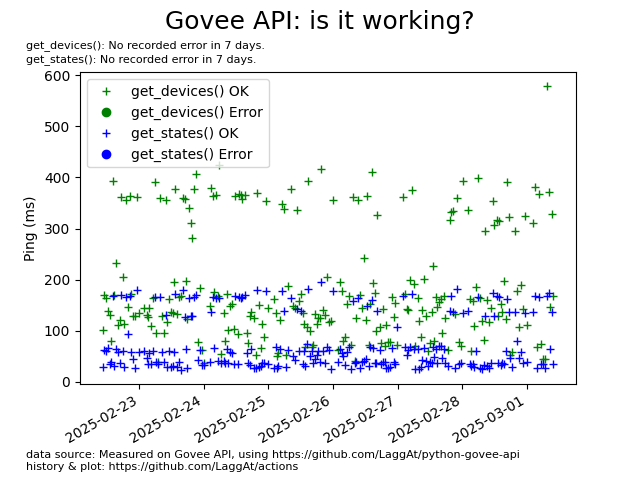 Govee API: is it working?
get_devices(): No recorded error in 7 days.
get_states(): No recorded error in 7 days.
get_devices() OK
get_devices() Error
get_states() OK
get_states() Error
Ping (ms)
600
500
400
300
200
100
0
2025-02-23
2025-02-24
2025-02-25
2025-02-26
2025-02-27
2025-02-28
2025-03-01
data source: Measured on Govee API, using https://github.com/LaggAt/python-govee-api
history & plot: https://github.com/LaggAt/actions